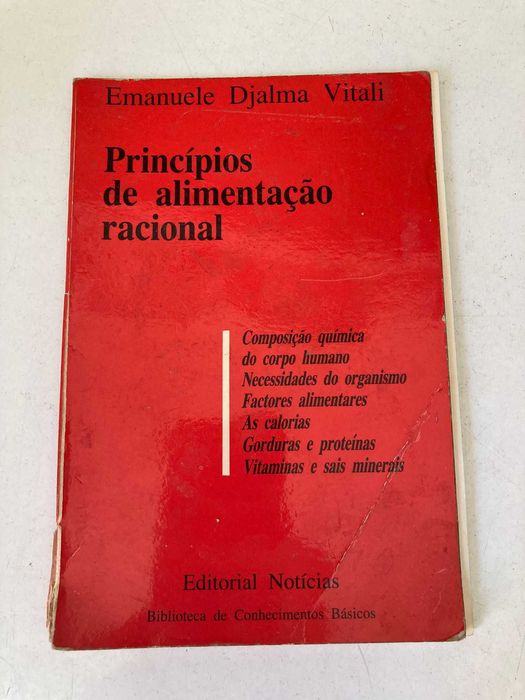 Emanuele Djalma Vitali
Princípios
de alimentação
racional
Composição química
do corpo humano
Necessidades do organismo
Factores alimentares
As calorias
Gorduras e proteínas
Vitaminas e sais minerais
Editorial Notícias
Biblioteca de Conhecimentos Básicos